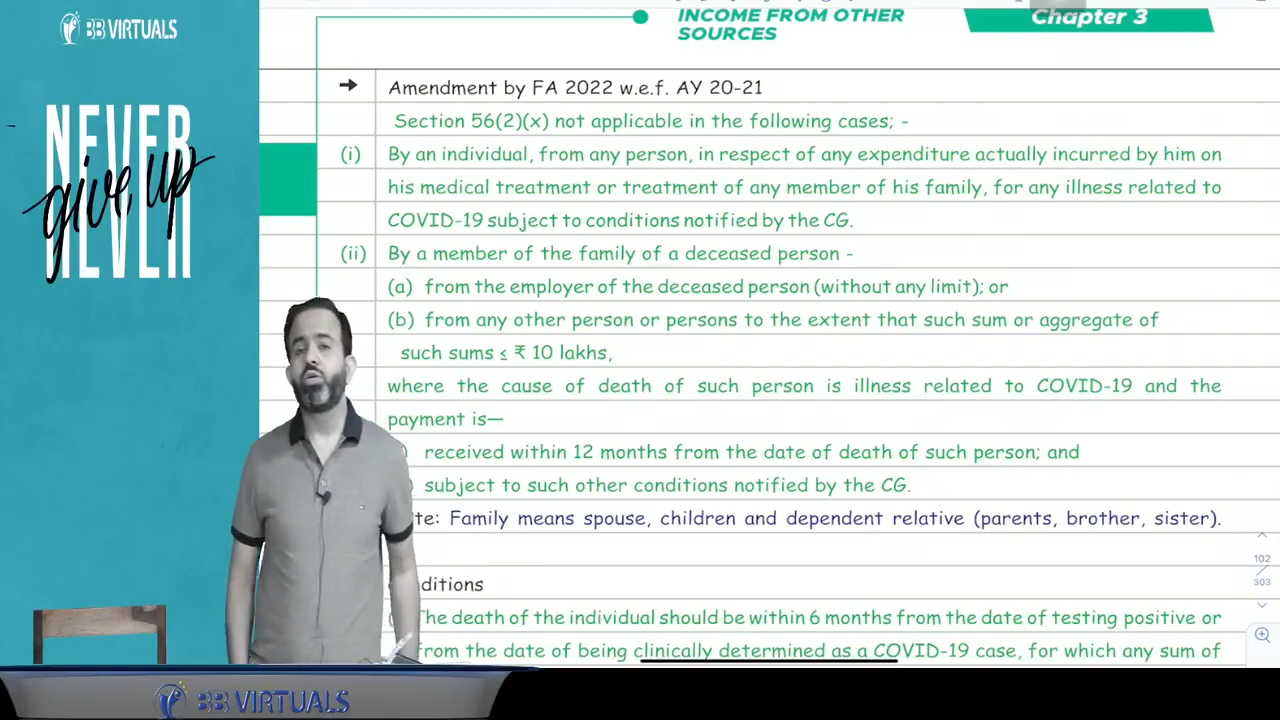 BB VIRTUALS
NEVER
give up
NEVER
INCOME FROM OTHER
SOURCES
Chapter 3
→ Amendment by FA 2022 w.e.f. AY 20-21
Section 56(2)(x) not applicable in the following cases; -
(i) By an individual, from any person, in respect of any expenditure actually incurred by him on
his medical treatment or treatment of any member of his family, for any illness related to
COVID-19 subject to conditions notified by the CG.
(ii) By a member of the family of a deceased person -
(a) from the employer of the deceased person (without any limit); or
(b) from any other person or persons to the extent that such sum or aggregate of
such sums ≤ ₹ 10 lakhs,
where the cause of death of such person is illness related to COVID-19 and the
payment is—
) received within 12 months from the date of death of such person; and
) subject to such other conditions notified by the CG.
te: Family means spouse, children and dependent relative (parents, brother, sister).
ditions
The death of the individual should be within 6 months from the date of testing positive or
from the date of being clinically determined as a COVID-19 case, for which any sum of
102
303
BB VIRTUALS